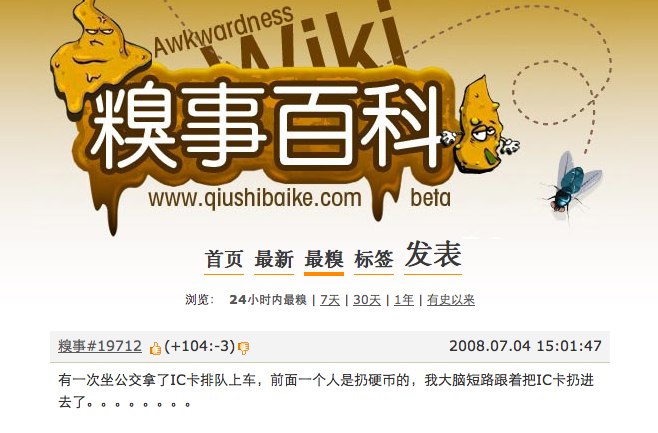 Awkwardness
Wiki
糗事百科
www.qiushibaike.com beta
首页 最新 最糗 标签 发表
浏览： 24小时内最糗 | 7天 | 30天 | 1年 | 有史以来
糗事#19712 (+104:-3) 2008.07.04 15:01:47
有一次坐公交拿了IC卡排队上车，前面一个人是扔硬币的，我大脑短路跟着把IC卡扔进
去了。。。。。。。。